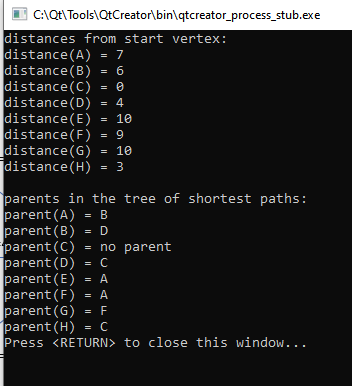 C:\Qt\Tools\QtCreator\bin\qtcreator_process_stub.exe
distances from start vertex:
distance(A) = 7
distance(B) = 6
distance(C) = 0
distance(D) = 4
distance(E) = 10
distance(F) = 9
distance(G) = 10
distance(H) = 3
parents in the tree of shortest paths:
parent(A) = B
parent(B) = D
parent(C) = no parent
parent(D) = C
parent(E) = A
parent(F) = A
parent(G) = F
parent(H) = C
Press <RETURN> to close this window...